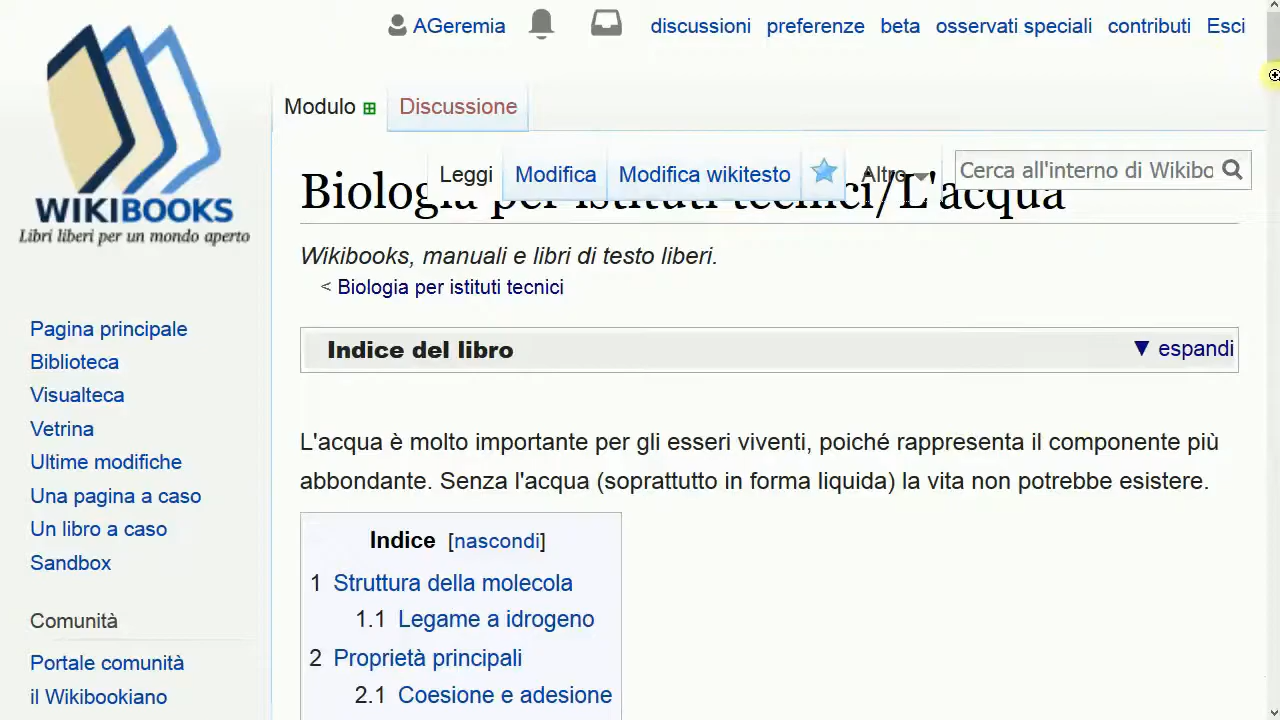 AGeremia discussioni preferenze beta osservati speciali contributi Esci
Modulo Discussione
Leggi Modifica Modifica wikitesto Altro Cerca all'interno di Wikibo
WIKIBOOKS
Libri liberi per un mondo aperto
Biologia per istituti tecnici/L'acqua
Wikibooks, manuali e libri di testo liberi.
< Biologia per istituti tecnici
Indice del libro ▼ espandi
L'acqua è molto importante per gli esseri viventi, poiché rappresenta il componente più
abbondante. Senza l'acqua (soprattutto in forma liquida) la vita non potrebbe esistere.
Indice [nascondi]
1 Struttura della molecola
1.1 Legame a idrogeno
2 Proprietà principali
2.1 Coesione e adesione
Pagina principale
Biblioteca
Visualteca
Vetrina
Ultime modifiche
Una pagina a caso
Un libro a caso
Sandbox
Comunità
Portale comunità
il Wikibookiano